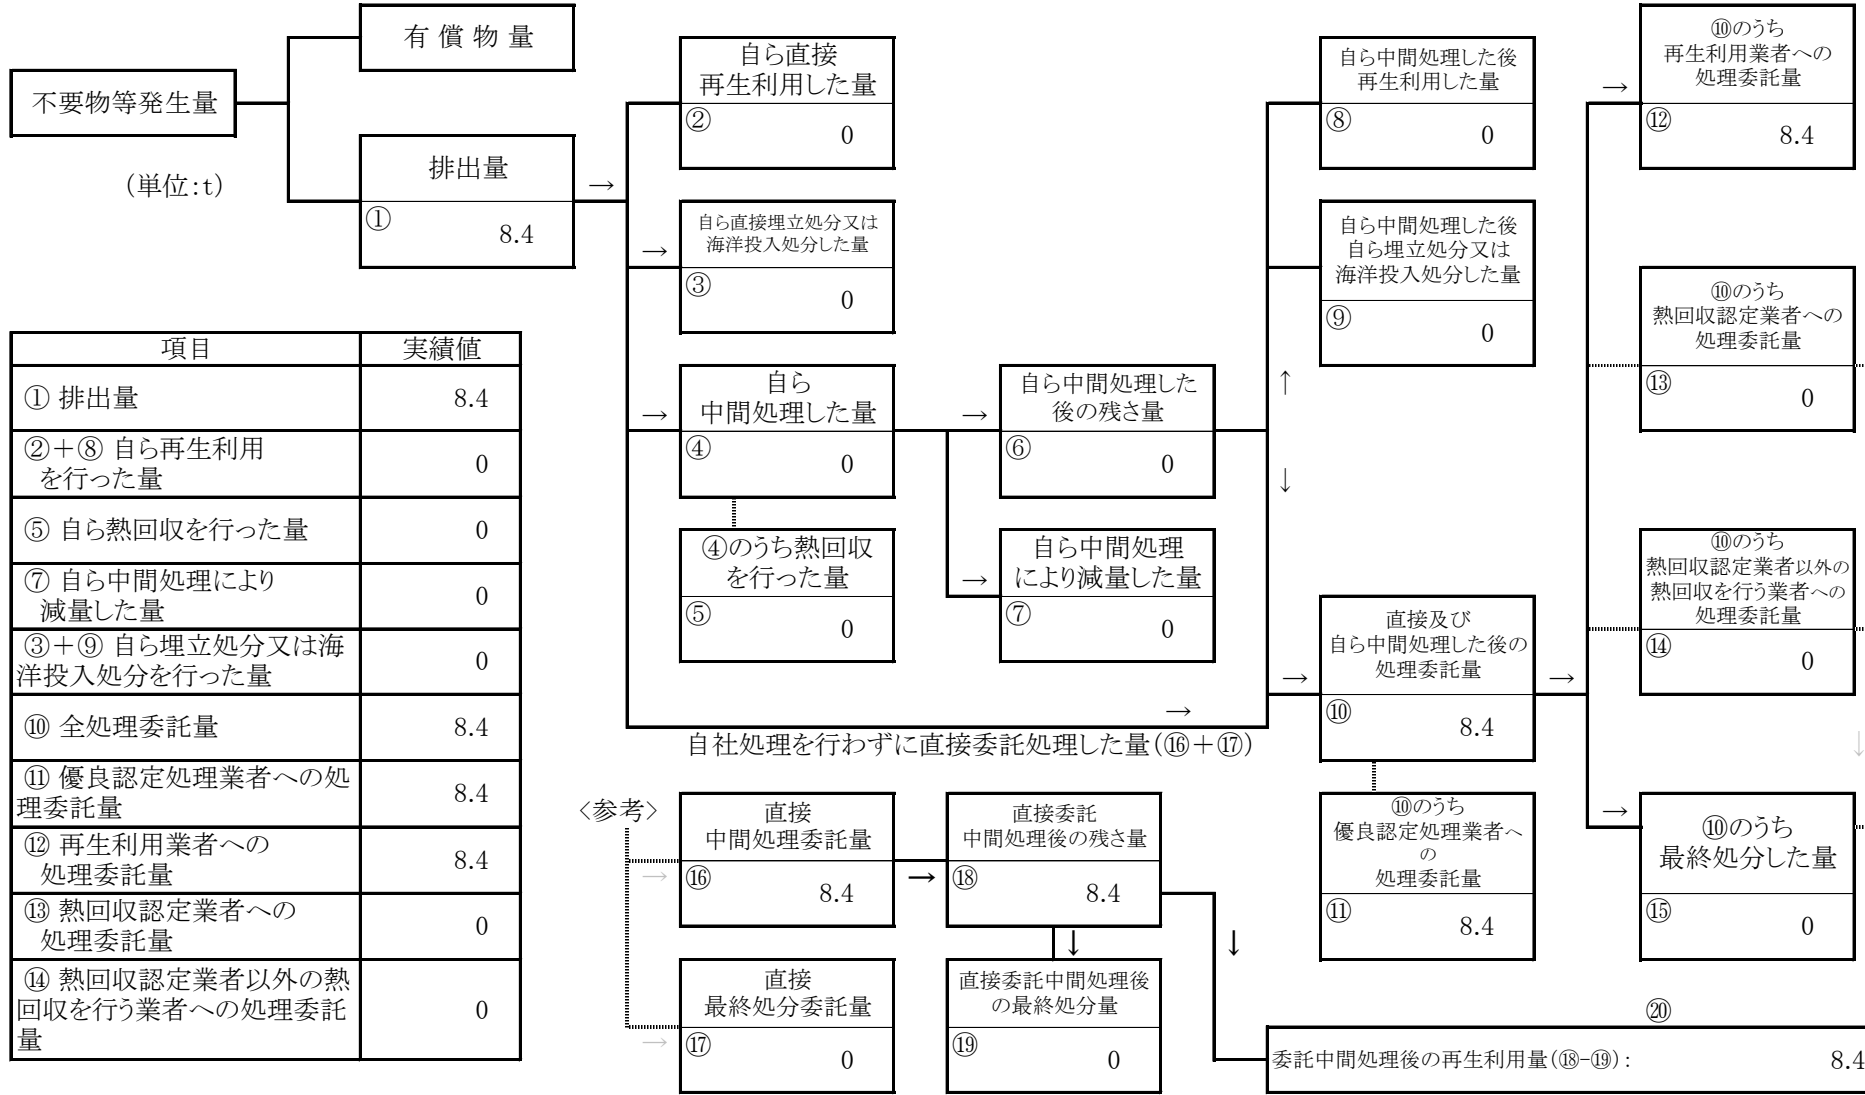 有 償 物 量
不要物等発生量
(単位:t)
排出量
①
8.4
→
自ら直接
再生利用した量
②
0
→
自ら直接埋立処分又は
海洋投入処分した量
③
0
→
自ら
中間処理した量
④
0
④のうち熱回収
を行った量
⑤
0
→
自ら中間処理した
後の残さ量
⑥
0
→
自ら中間処理
により減量した量
⑦
0
↑
↓
自ら中間処理した後
再生利用した量
⑧
0
自ら中間処理した後
自ら埋立処分又は
海洋投入処分した量
⑨
0
→
自社処理を行わずに直接委託処理した量(⑯+⑰)
→
直接及び
自ら中間処理した後の
処理委託量
⑩
8.4
⑩のうち
優良認定処理業者へ
の
処理委託量
⑪
8.4
→
→
⑩のうち
再生利用業者への
処理委託量
⑫
8.4
⑩のうち
熱回収認定業者への
処理委託量
⑬
0
⑩のうち
熱回収認定業者以外の
熱回収を行う業者への
処理委託量
⑭
0
↓
→
⑩のうち
最終処分した量
⑮
0
項目 実績値
① 排出量 8.4
②+⑧ 自ら再生利用
を行った量 0
⑤ 自ら熱回収を行った量 0
⑦ 自ら中間処理により
減量した量 0
③+⑨ 自ら埋立処分又は海
洋投入処分を行った量 0
⑩ 全処理委託量 8.4
⑪ 優良認定処理業者への処
理委託量 8.4
⑫ 再生利用業者への
処理委託量 8.4
⑬ 熱回収認定業者への
処理委託量 0
⑭ 熱回収認定業者以外の熱
回収を行う業者への処理委託
量 0
<参考>
→
直接
中間処理委託量
⑯
8.4
→
直接委託
中間処理後の残さ量
⑱
8.4
↓
↓
→
直接
最終処分委託量
⑰
0
直接委託中間処理後
の最終処分量
⑲
0
⑳
委託中間処理後の再生利用量(⑱-⑲): 8.4